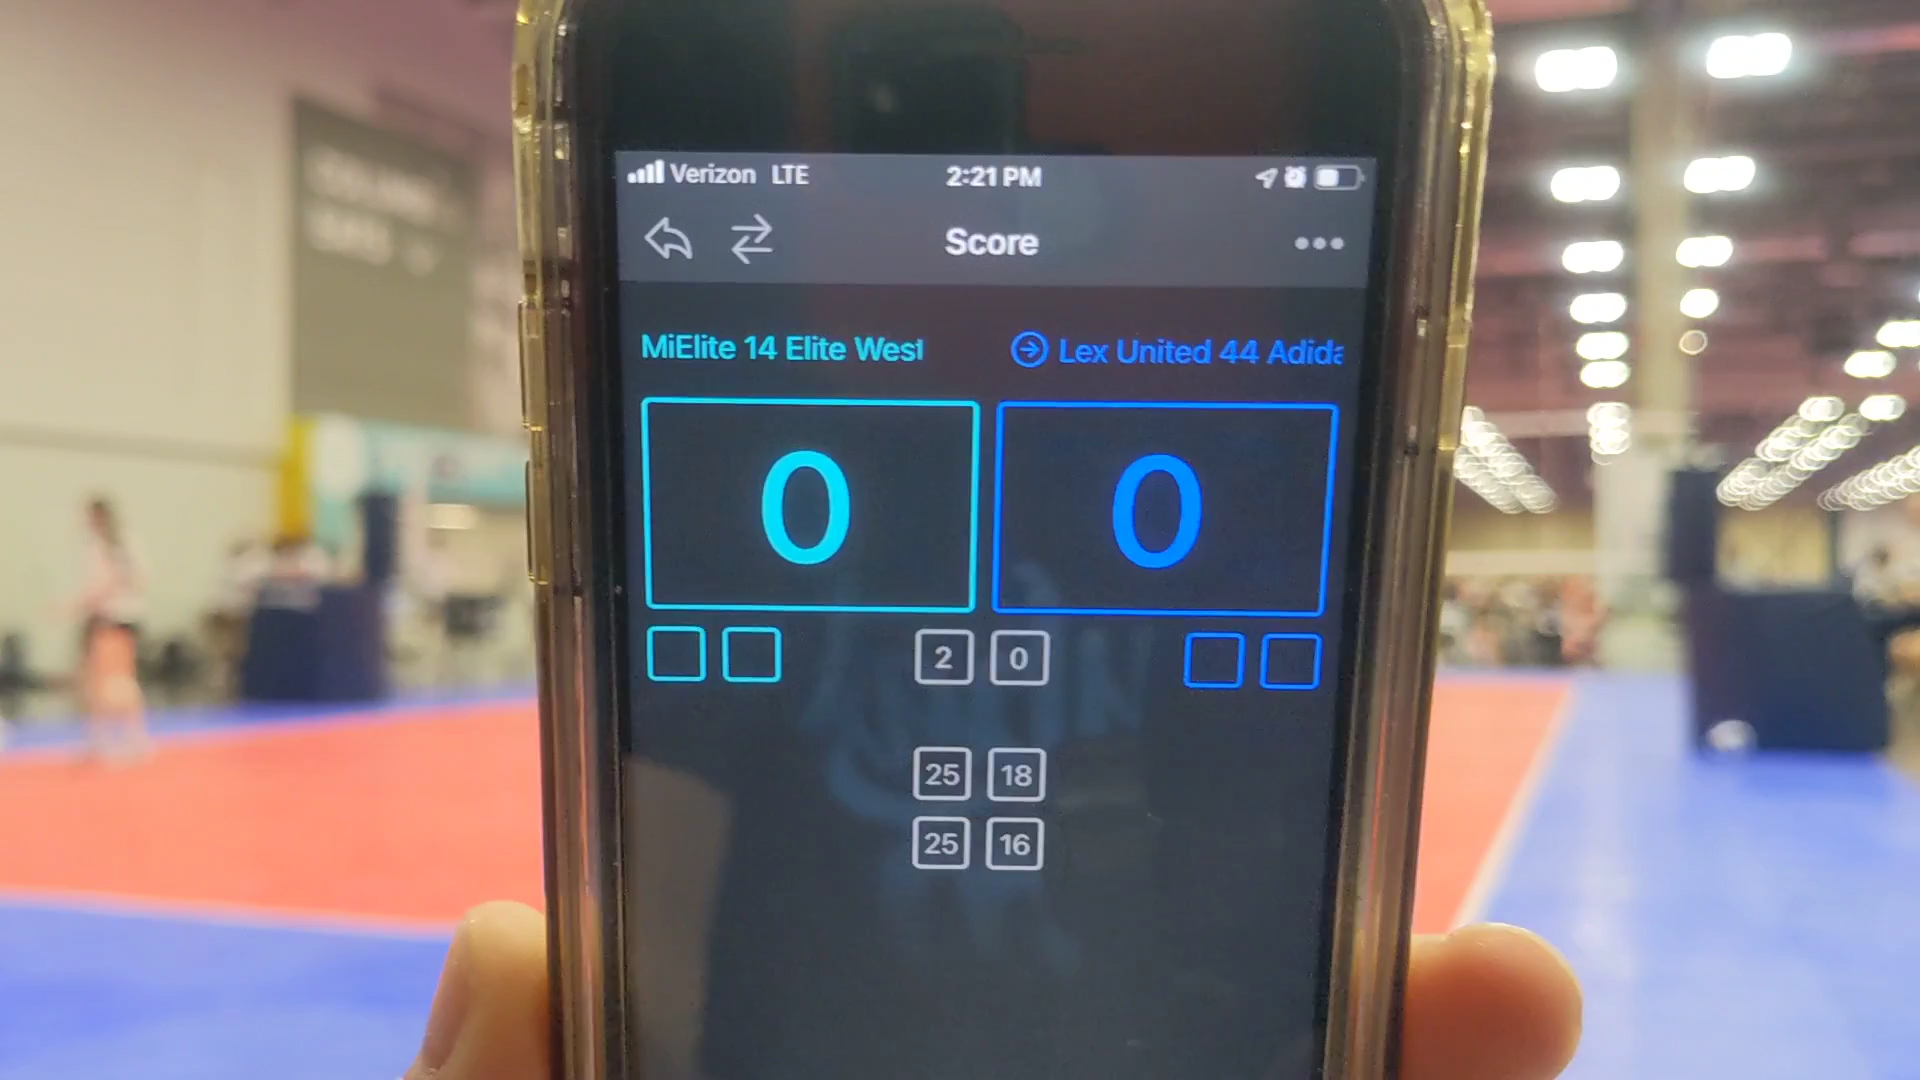 Verizon LTE 2:21 PM
Score
MiElite 14 Elite West Lex United 44 Adida
0 0
2 0
25 18
25 16